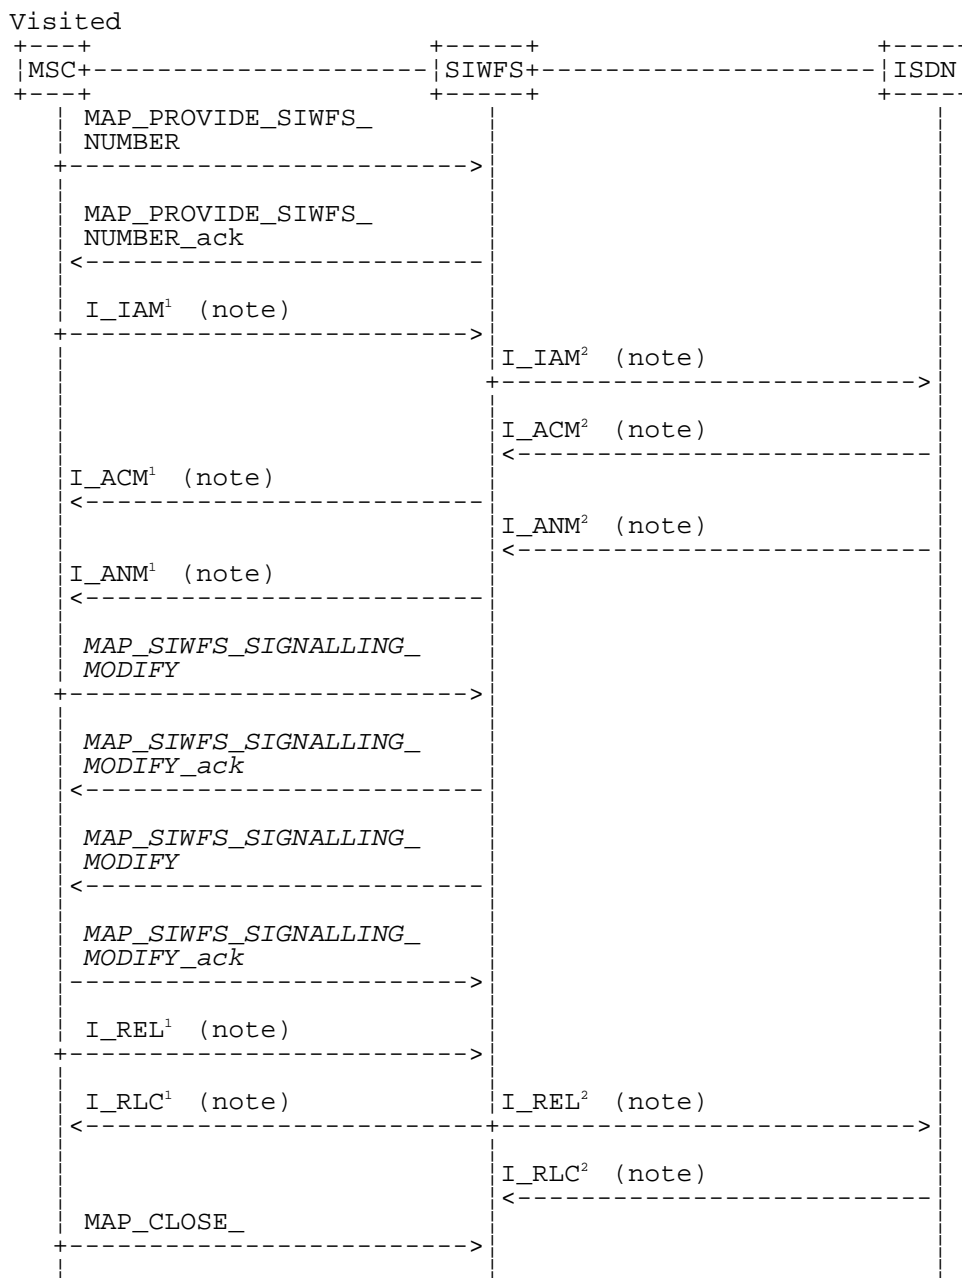 Visited
MSC SIWFS ISDN
MAP_PROVIDE_SIWFS_
NUMBER
MAP_PROVIDE_SIWFS_
NUMBER_ack
I_IAM¹ (note)
I_IAM² (note)
I_ACM² (note)
I_ACM¹ (note)
I_ANM² (note)
I_ANM¹ (note)
MAP_SIWFS_SIGNALLING_
MODIFY
MAP_SIWFS_SIGNALLING_
MODIFY_ack
MAP_SIWFS_SIGNALLING_
MODIFY
MAP_SIWFS_SIGNALLING_
MODIFY_ack
I_REL¹ (note)
I_RLC¹ (note) I_REL² (note)
I_RLC² (note)
MAP_CLOSE_